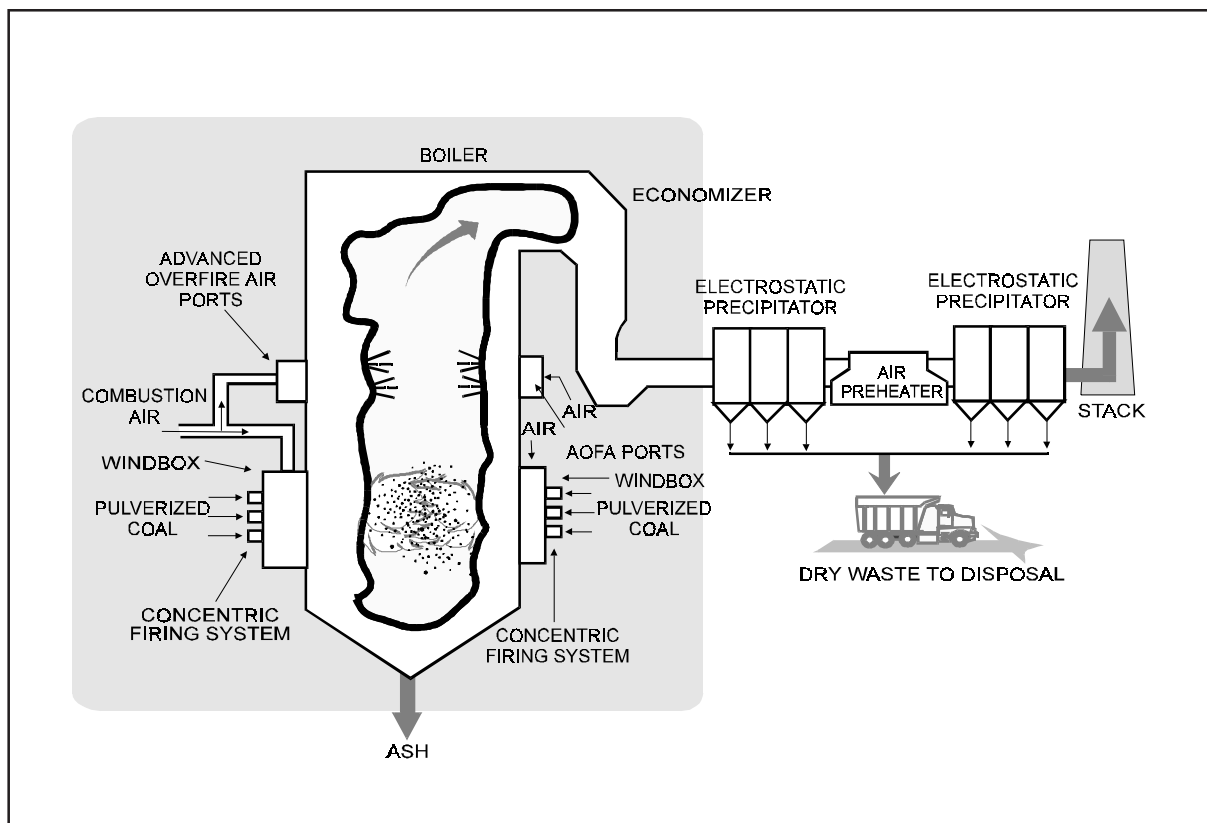 BOILER
ECONOMIZER
ADVANCED
OVERFIRE AIR
PORTS
ELECTROSTATIC
PRECIPITATOR
ELECTROSTATIC
PRECIPITATOR
AIR
PREHEATER
STACK
COMBUSTION
AIR
AIR
AIR
AOFA PORTS
WINDBOX
WINDBOX
PULVERIZED
COAL
PULVERIZED
COAL
DRY WASTE TO DISPOSAL
CONCENTRIC
FIRING SYSTEM
CONCENTRIC
FIRING SYSTEM
ASH